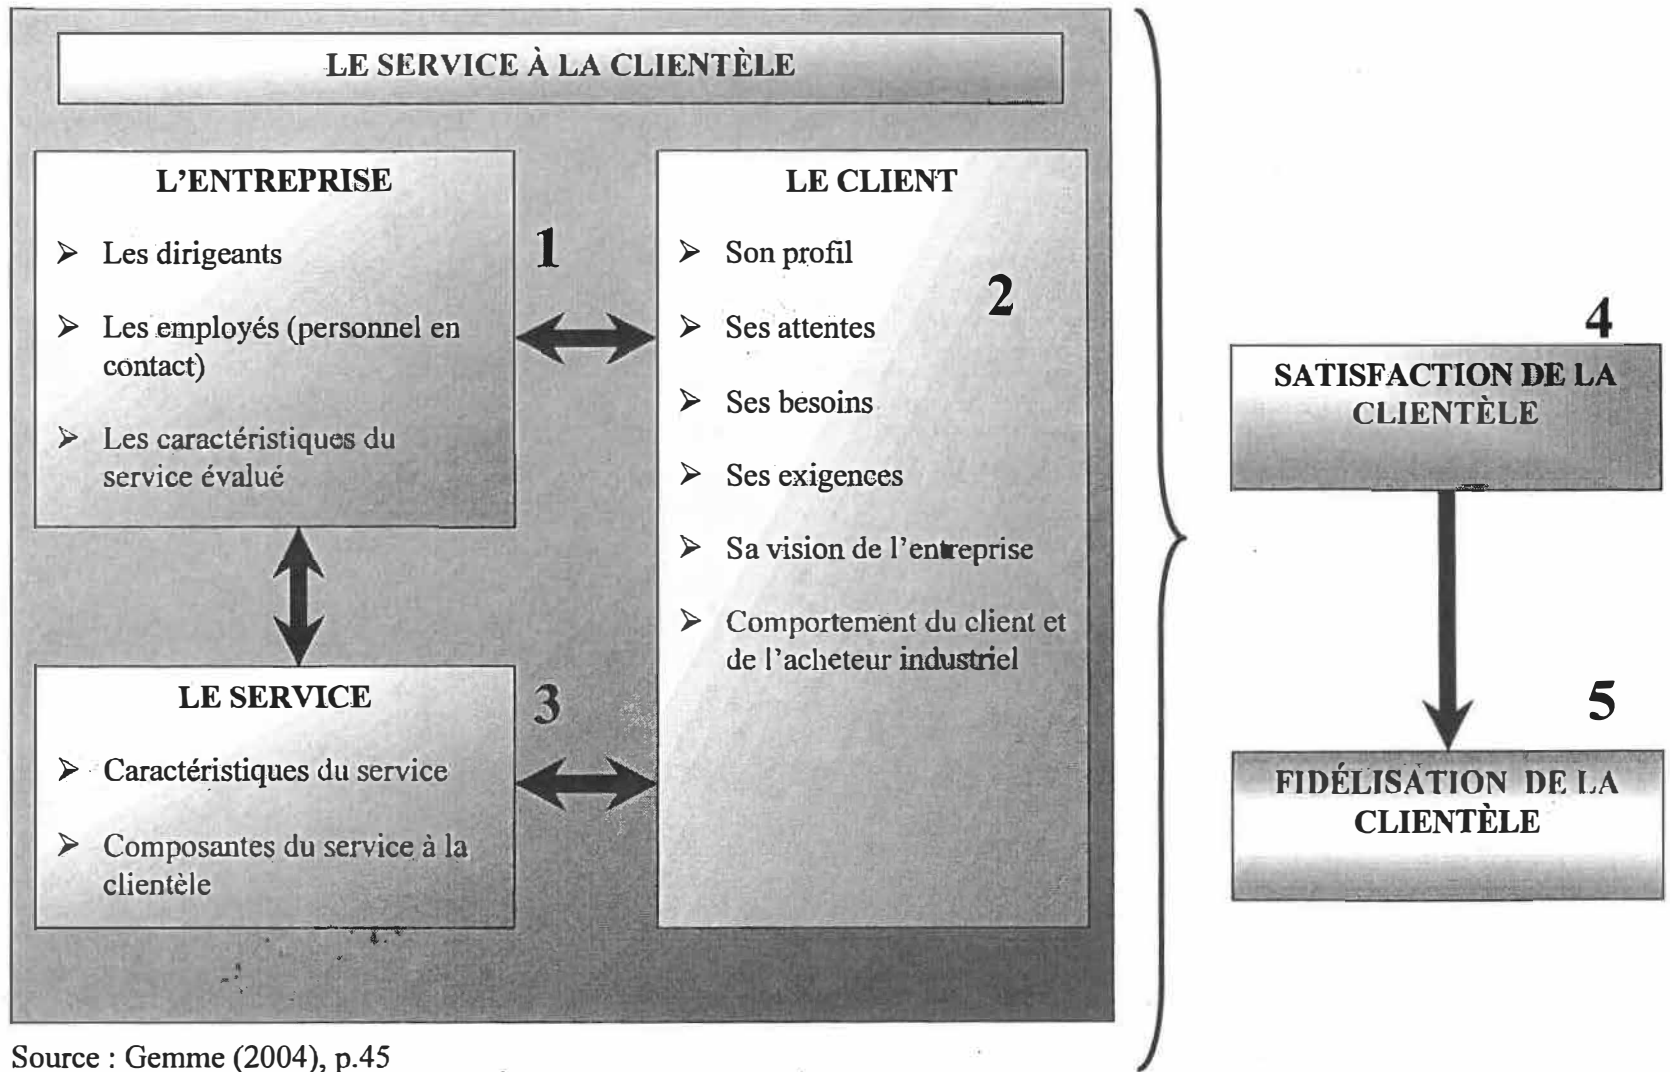 LE SERVICE À LA CLIENTÈLE
L'ENTREPRISE
➢ Les dirigeants
➢ Les employés (personnel en
contact)
➢ Les caractéristiques du
service évalué
1
LE CLIENT
➢ Son profil
➢ Ses attentes
➢ Ses besoins
➢ Ses exigences
➢ Sa vision de l'entreprise
➢ Comportement du client et
de l'acheteur industriel
2
LE SERVICE
➢ Caractéristiques du service
➢ Composantes du service à la
clientèle
3
4
SATISFACTION DE LA
CLIENTÈLE
5
FIDÉLISATION DE LA
CLIENTÈLE
Source : Gemme (2004), p.45